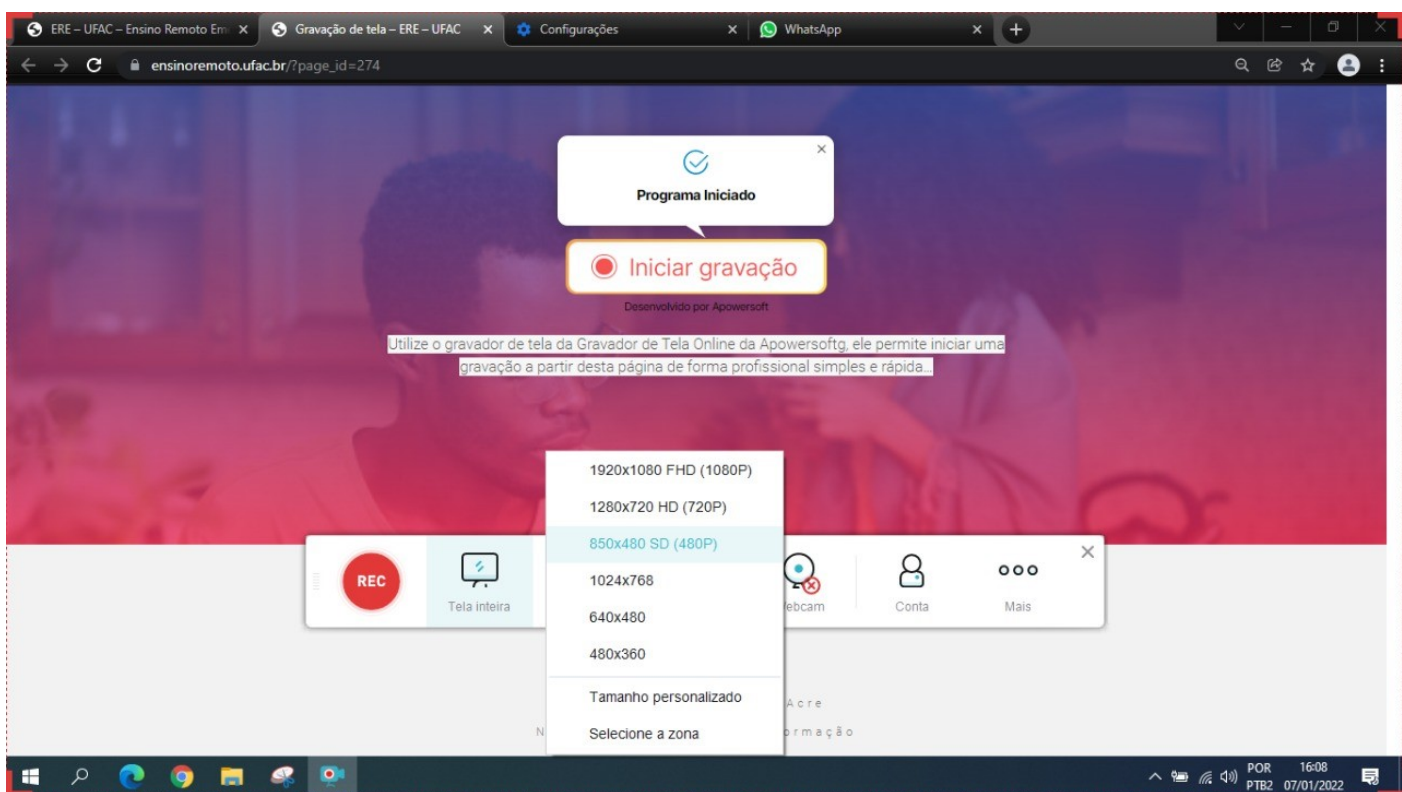 ERE – UFAC – Ensino Remoto Em
Gravação de tela – ERE – UFAC
Configurações
WhatsApp
ensinoremoto.ufac.br/?page_id=274
Programa Iniciado
Iniciar gravação
Desenvolvido por Apowersoft
Utilize o gravador de tela da Gravador de Tela Online da Apowersoftg, ele permite iniciar uma
gravação a partir desta página de forma profissional simples e rápida...
1920x1080 FHD (1080P)
1280x720 HD (720P)
850x480 SD (480P)
1024x768
640x480
480x360
Tamanho personalizado
Selecione a zona
REC
Tela inteira
ebcam
Conta
Mais
Acre
N
ormação
POR
PTB2
16:08
07/01/2022